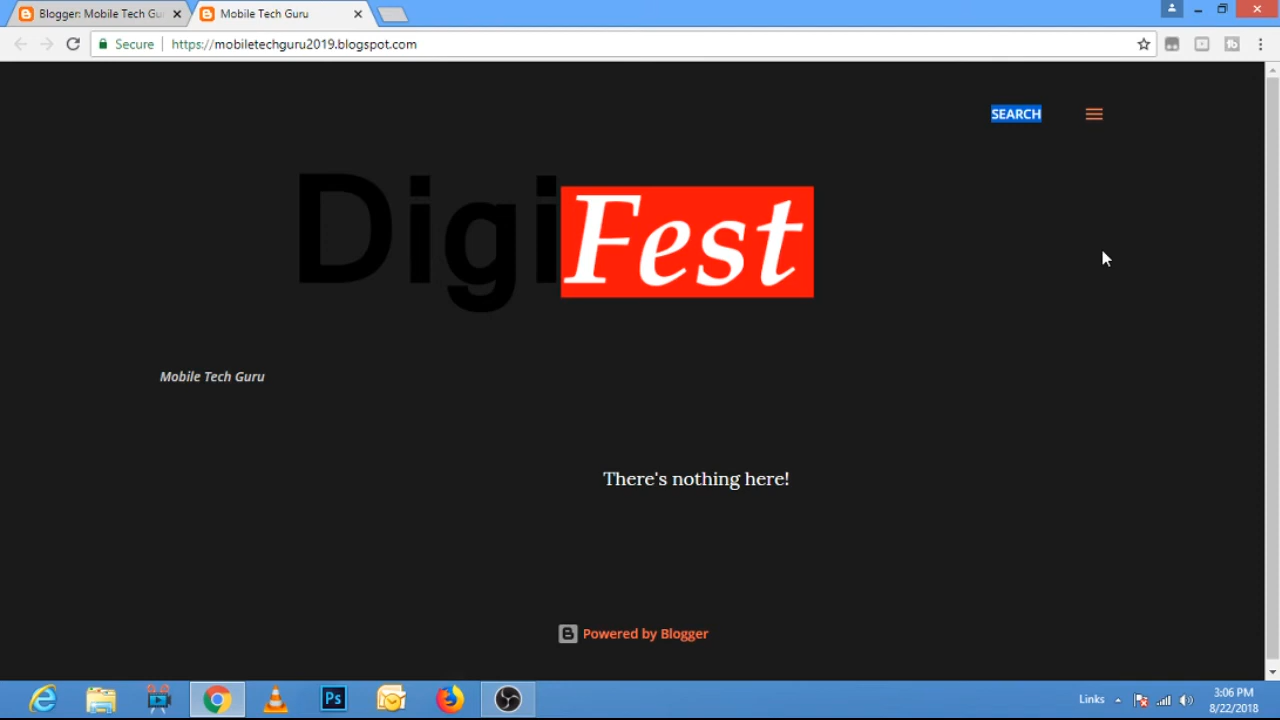 Blogger: Mobile Tech Gu
Mobile Tech Guru
Secure
https://mobiletechguru2019.blogspot.com
SEARCH
DigiFest
Mobile Tech Guru
There's nothing here!
Powered by Blogger
Ps
Links
3:06 PM
8/22/2018